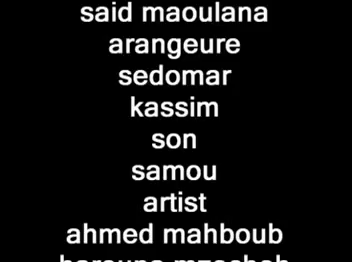 said maoulana
arangeure
sedomar
kassim
son
samou
artist
ahmed mahboub